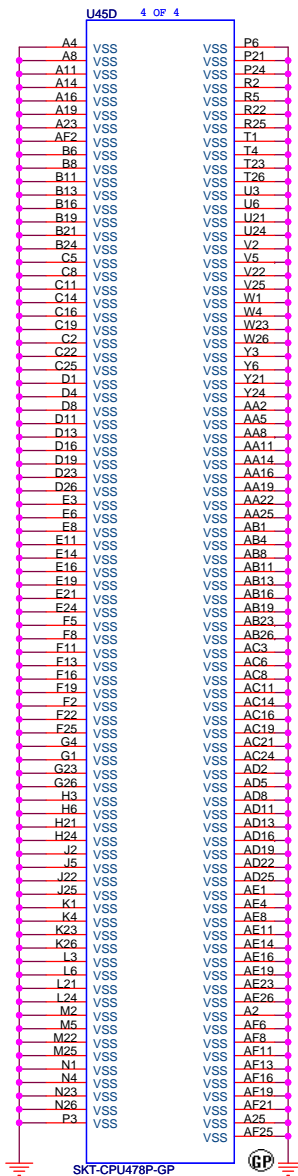 U45D 4 OF 4
A4 VSS VSS P6
A8 VSS VSS P21
A11 VSS VSS P24
A14 VSS VSS R2
A16 VSS VSS R5
A19 VSS VSS R22
A23 VSS VSS R25
AF2 VSS VSS T1
B6 VSS VSS T4
B8 VSS VSS T23
B11 VSS VSS T26
B13 VSS VSS U3
B16 VSS VSS U6
B19 VSS VSS U21
B21 VSS VSS U24
B24 VSS VSS V2
C5 VSS VSS V5
C8 VSS VSS V22
C11 VSS VSS V25
C14 VSS VSS W1
C16 VSS VSS W4
C19 VSS VSS W23
C2 VSS VSS W26
C22 VSS VSS Y3
C25 VSS VSS Y6
D1 VSS VSS Y21
D4 VSS VSS Y24
D8 VSS VSS AA2
D11 VSS VSS AA5
D13 VSS VSS AA8
D16 VSS VSS AA11
D19 VSS VSS AA14
D23 VSS VSS AA16
D26 VSS VSS AA19
E3 VSS VSS AA22
E6 VSS VSS AA25
E8 VSS VSS AB1
E11 VSS VSS AB4
E14 VSS VSS AB8
E16 VSS VSS AB11
E19 VSS VSS AB13
E21 VSS VSS AB16
E24 VSS VSS AB19
F5 VSS VSS AB23
F8 VSS VSS AB26
F11 VSS VSS AC3
F13 VSS VSS AC6
F16 VSS VSS AC8
F19 VSS VSS AC11
F2 VSS VSS AC14
F22 VSS VSS AC16
F25 VSS VSS AC19
G4 VSS VSS AC21
G1 VSS VSS AC24
G23 VSS VSS AD2
G26 VSS VSS AD5
H3 VSS VSS AD8
H6 VSS VSS AD11
H21 VSS VSS AD13
H24 VSS VSS AD16
J2 VSS VSS AD19
J5 VSS VSS AD22
J22 VSS VSS AD25
J25 VSS VSS AE1
K1 VSS VSS AE4
K4 VSS VSS AE8
K23 VSS VSS AE11
K26 VSS VSS AE14
L3 VSS VSS AE16
L6 VSS VSS AE19
L21 VSS VSS AE23
L24 VSS VSS AE26
M2 VSS VSS A2
M5 VSS VSS AF6
M22 VSS VSS AF8
M25 VSS VSS AF11
N1 VSS VSS AF13
N4 VSS VSS AF16
N23 VSS VSS AF19
N26 VSS VSS AF21
P3 VSS VSS A25
VSS AF25
SKT-CPU478P-GP GP